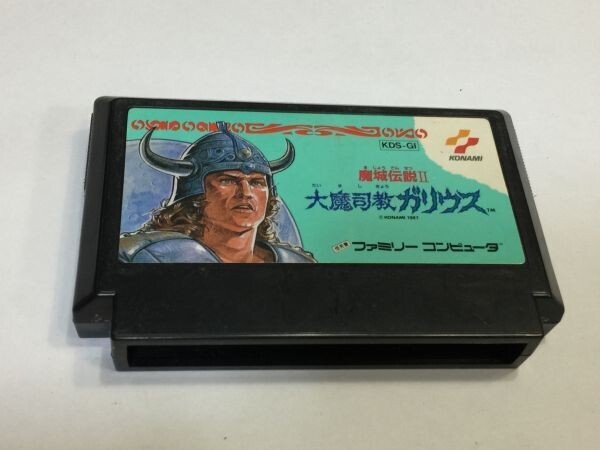 KDS-GI
KONAMI
ま じょう でん せつ
魔城伝説II
だい ま し きょう
大魔司教ガリウス™
© KONAMI 1987
ファミリー コンピュータ